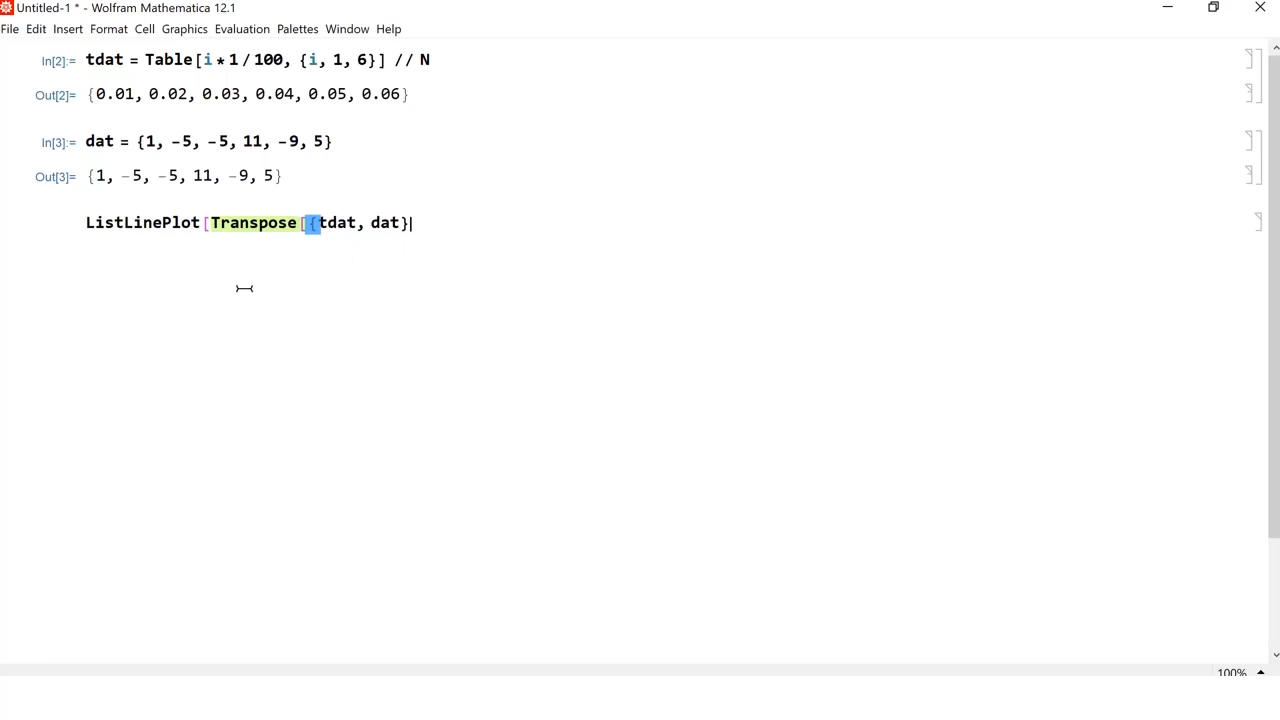 Untitled-1 * - Wolfram Mathematica 12.1
File Edit Insert Format Cell Graphics Evaluation Palettes Window Help
In[2]:= tdat = Table[i * 1 / 100, {i, 1, 6}] // N
Out[2]= {0.01, 0.02, 0.03, 0.04, 0.05, 0.06}
In[3]:= dat = {1, -5, -5, 11, -9, 5}
Out[3]= {1, -5, -5, 11, -9, 5}
ListLinePlot[Transpose[{tdat, dat}
100%